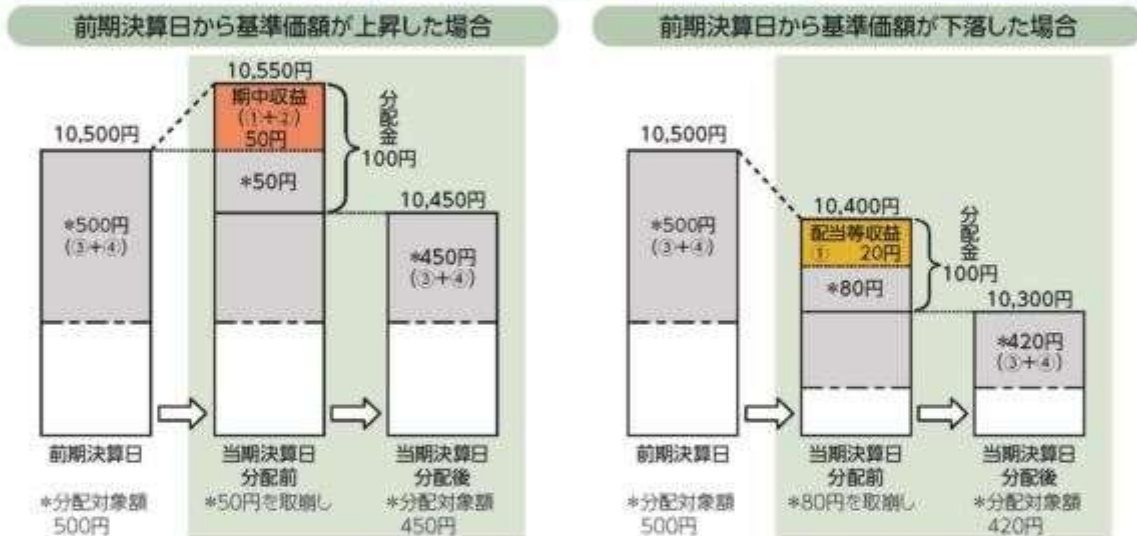 前期決算日から基準価額が上昇した場合
10,550円
期中収益
(①+②)
50円
分配金
100円
10,500円
*50円
*500円
(③+④)
10,450円
*450円
(③+④)
前期決算日
当期決算日
分配前
当期決算日
分配後
*分配対象額
500円
*50円を取崩し
*分配対象額
450円
前期決算日から基準価額が下落した場合
10,500円
*500円
(③+④)
10,400円
配当等収益
① 20円
分配金
100円
*80円
10,300円
*420円
(③+④)
前期決算日
当期決算日
分配前
当期決算日
分配後
*分配対象額
500円
*80円を取崩し
*分配対象額
420円